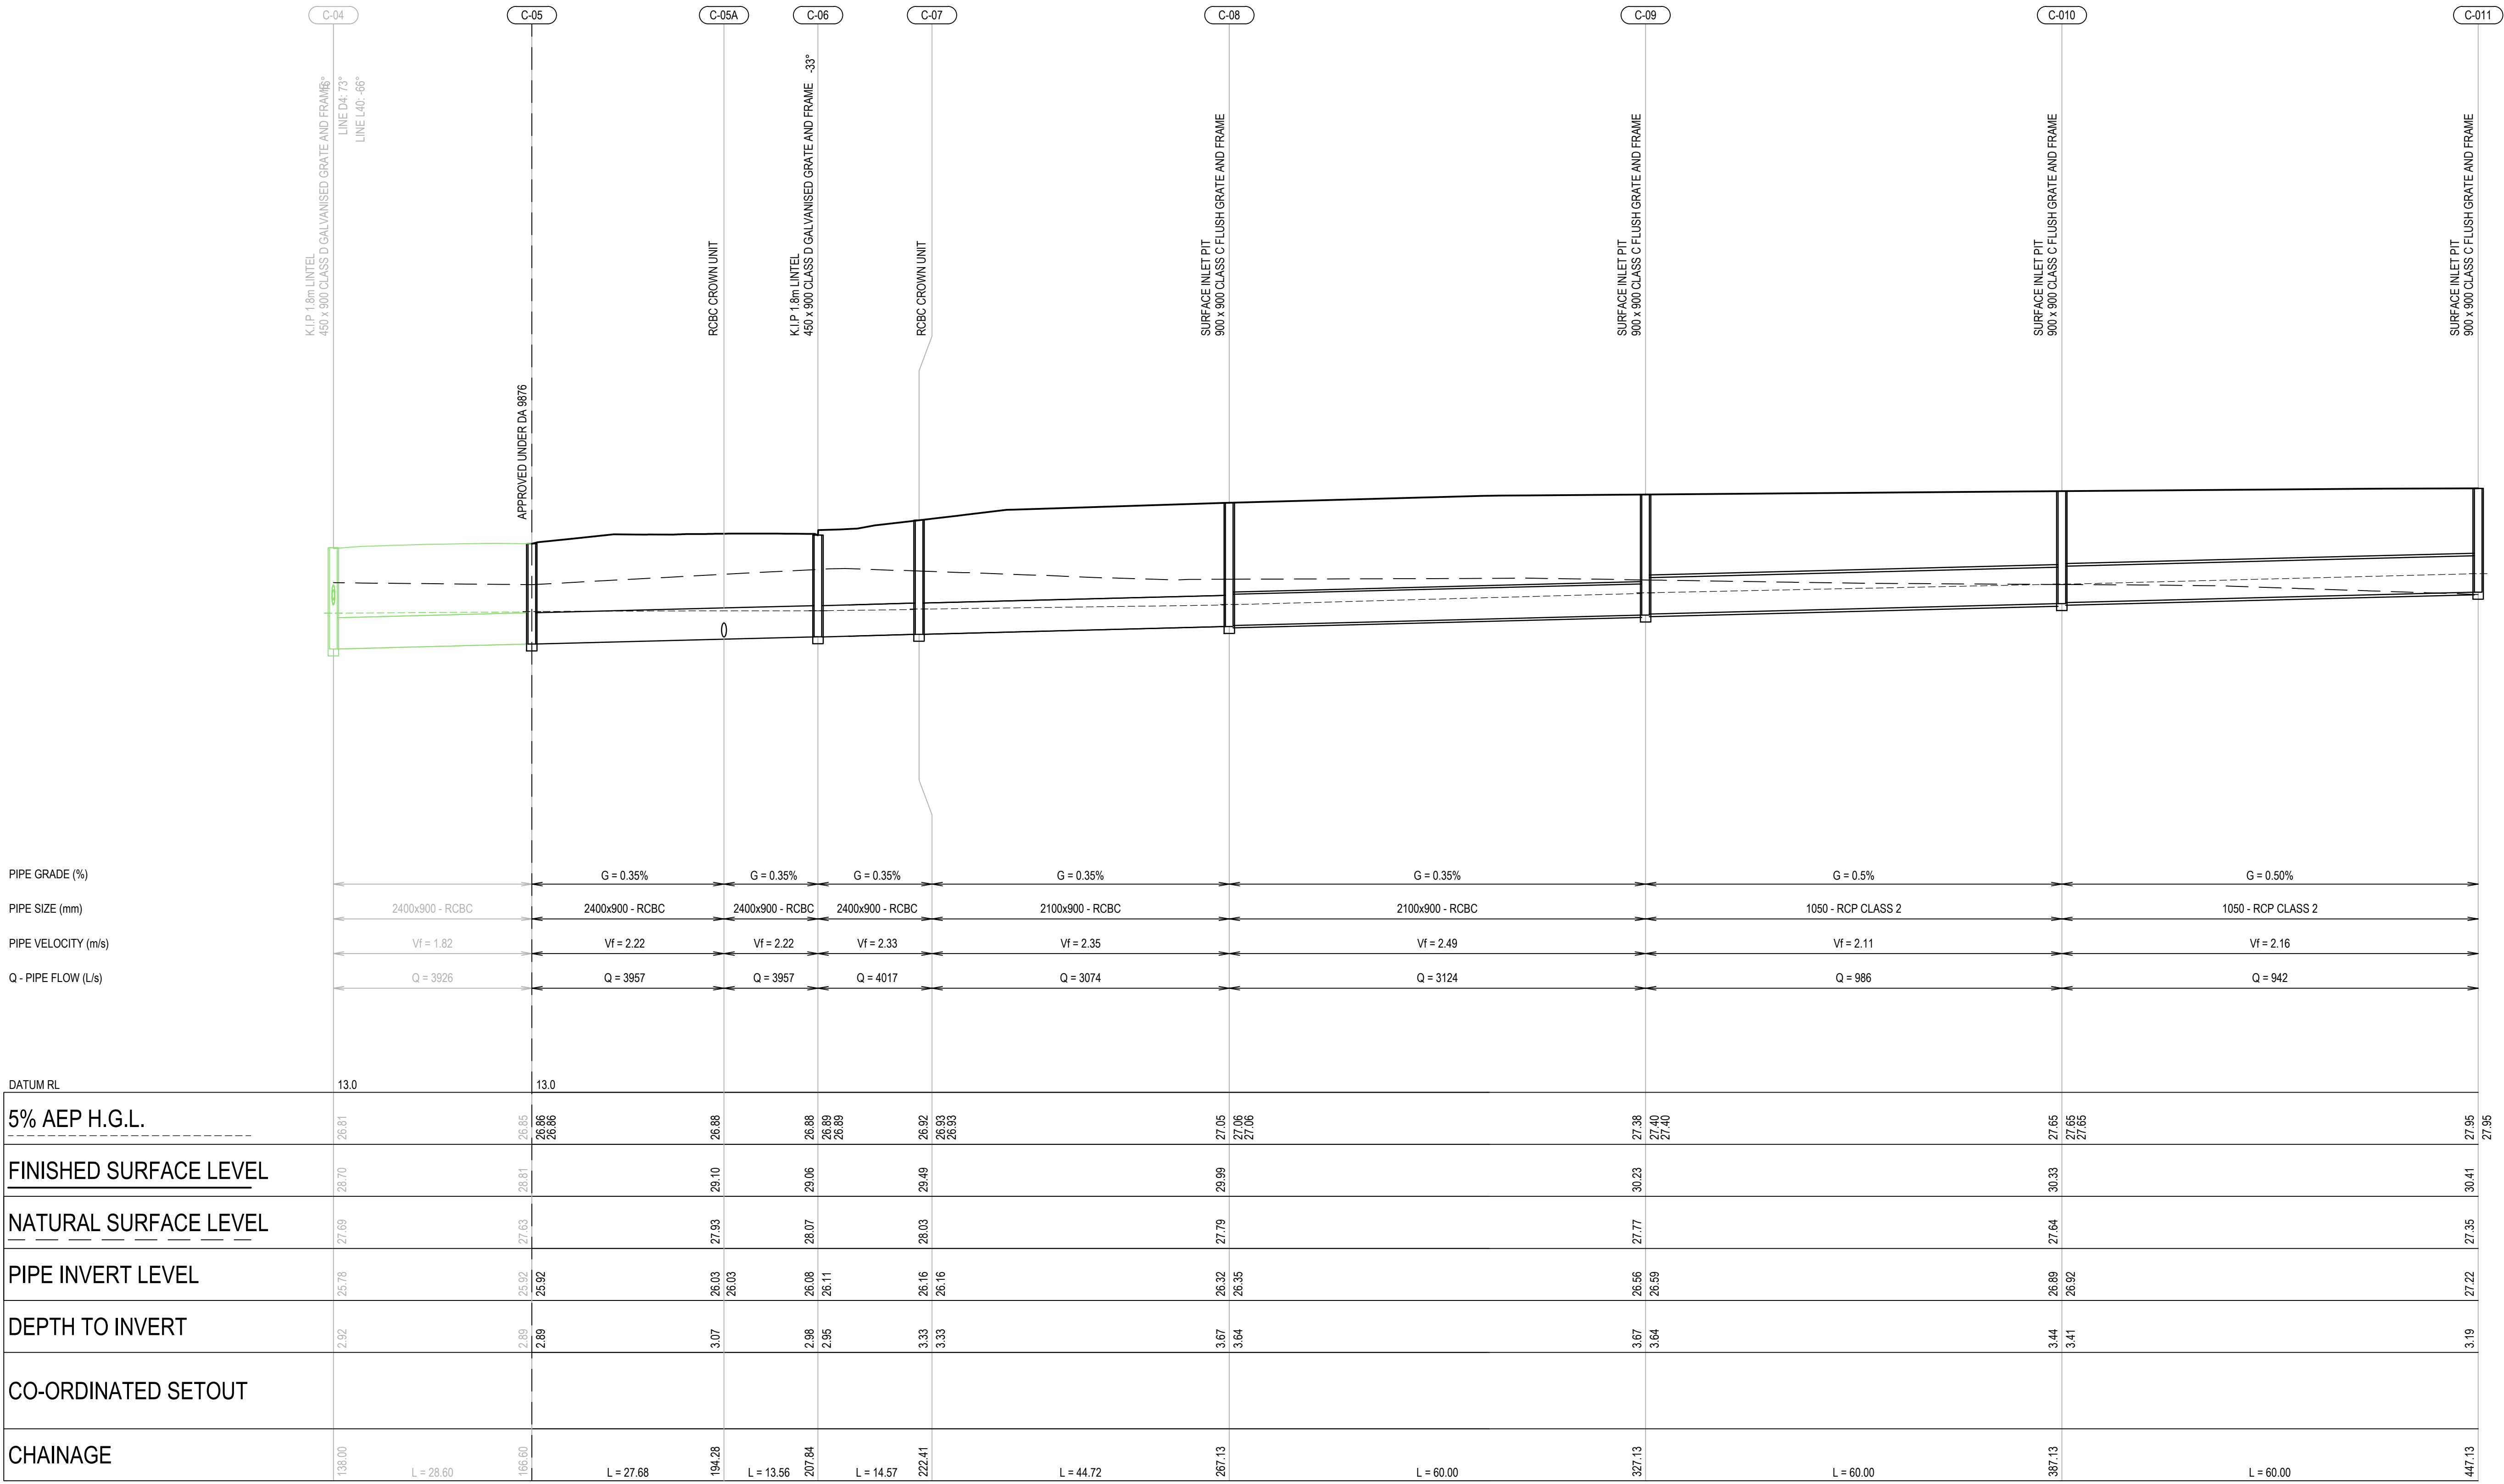 C-04 C-05 C-05A C-06 C-07 C-08 C-09 C-010 C-011
K.I.P 1.8m LINTEL
450 x 900 CLASS D GALVANISED GRATE AND FRAME
LINE D4: 73°
LINE L40: -66°
APPROVED UNDER DA 9876
RCBC CROWN UNIT
K.I.P 1.8m LINTEL
450 x 900 CLASS D GALVANISED GRATE AND FRAME -33°
RCBC CROWN UNIT
SURFACE INLET PIT
900 x 900 CLASS C FLUSH GRATE AND FRAME
SURFACE INLET PIT
900 x 900 CLASS C FLUSH GRATE AND FRAME
SURFACE INLET PIT
900 x 900 CLASS C FLUSH GRATE AND FRAME
SURFACE INLET PIT
900 x 900 CLASS C FLUSH GRATE AND FRAME
PIPE GRADE (%) G = 0.35% G = 0.35% G = 0.35% G = 0.35% G = 0.35% G = 0.5% G = 0.50%
PIPE SIZE (mm) 2400x900 - RCBC 2400x900 - RCBC 2400x900 - RCBC 2400x900 - RCBC 2100x900 - RCBC 2100x900 - RCBC 1050 - RCP CLASS 2 1050 - RCP CLASS 2
PIPE VELOCITY (m/s) Vf = 1.82 Vf = 2.22 Vf = 2.22 Vf = 2.33 Vf = 2.35 Vf = 2.49 Vf = 2.11 Vf = 2.16
Q - PIPE FLOW (L/s) Q = 3926 Q = 3957 Q = 3957 Q = 4017 Q = 3074 Q = 3124 Q = 986 Q = 942
DATUM RL 13.0 13.0
5% AEP H.G.L. 26.81 26.85 26.86 26.86 26.88 26.88 26.89 26.89 26.92 26.93 26.93 27.05 27.06 27.06 27.38 27.40 27.40 27.65 27.65 27.65 27.95 27.95
FINISHED SURFACE LEVEL 28.70 28.81 29.10 29.06 29.49 29.99 30.23 30.33 30.41
NATURAL SURFACE LEVEL 27.69 27.63 27.93 28.07 28.03 27.79 27.77 27.64 27.35
PIPE INVERT LEVEL 25.78 25.92 25.92 26.03 26.03 26.08 26.11 26.16 26.16 26.32 26.35 26.56 26.59 26.89 26.92 27.22
DEPTH TO INVERT 2.92 2.89 2.89 3.07 2.98 2.95 3.33 3.33 3.67 3.64 3.67 3.64 3.44 3.41 3.19
CO-ORDINATED SETOUT
CHAINAGE 138.00 L = 28.60 166.60 L = 27.68 194.28 L = 13.56 207.84 L = 14.57 222.41 L = 44.72 267.13 L = 60.00 327.13 L = 60.00 387.13 L = 60.00 447.13